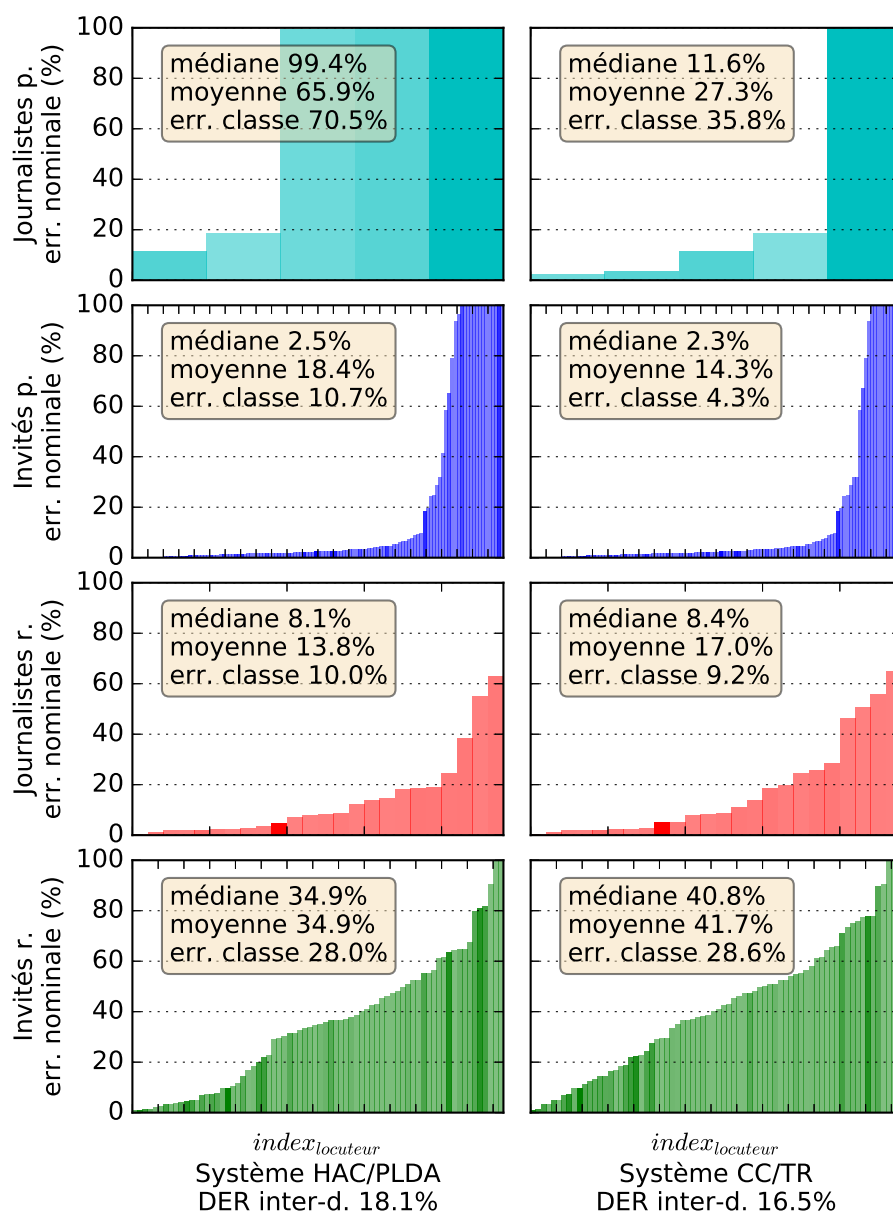 Journalistes p.
err. nominale (%)
100
80
60
40
20
0
médiane 99.4%
moyenne 65.9%
err. classe 70.5%
médiane 11.6%
moyenne 27.3%
err. classe 35.8%
Invités p.
err. nominale (%)
100
80
60
40
20
0
médiane 2.5%
moyenne 18.4%
err. classe 10.7%
médiane 2.3%
moyenne 14.3%
err. classe 4.3%
Journalistes r.
err. nominale (%)
100
80
60
40
20
0
médiane 8.1%
moyenne 13.8%
err. classe 10.0%
médiane 8.4%
moyenne 17.0%
err. classe 9.2%
Invités r.
err. nominale (%)
100
80
60
40
20
0
médiane 34.9%
moyenne 34.9%
err. classe 28.0%
médiane 40.8%
moyenne 41.7%
err. classe 28.6%
index_locuteur
Système HAC/PLDA
DER inter-d. 18.1%
index_locuteur
Système CC/TR
DER inter-d. 16.5%